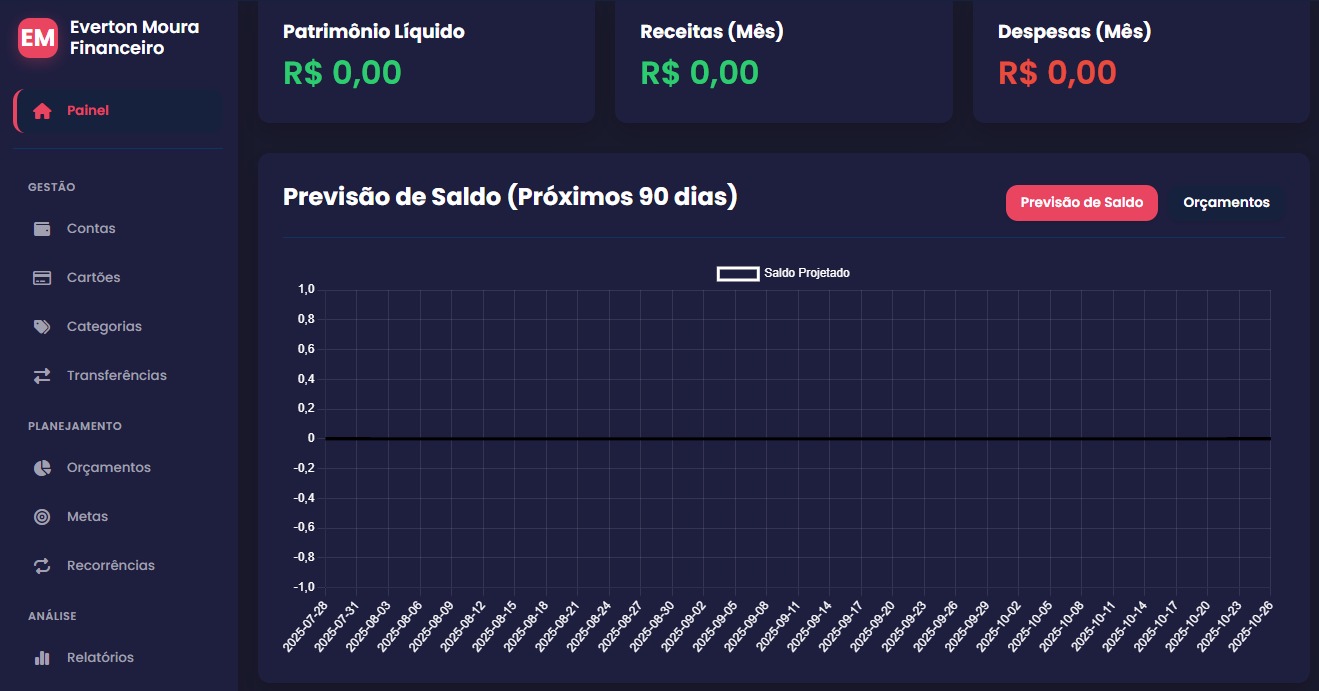 EM
Everton Moura
Financeiro
Painel
GESTÃO
Contas
Cartões
Categorias
Transferências
PLANEJAMENTO
Orçamentos
Metas
Recorrências
ANÁLISE
Relatórios
Patrimônio Líquido
R$ 0,00
Receitas (Mês)
R$ 0,00
Despesas (Mês)
R$ 0,00
Previsão de Saldo (Próximos 90 dias)
Previsão de Saldo
Orçamentos
Saldo Projetado
1,0
0,8
0,6
0,4
0,2
0
-0,2
-0,4
-0,6
-0,8
-1,0
2025-07-28
2025-07-31
2025-08-03
2025-08-06
2025-08-09
2025-08-12
2025-08-15
2025-08-18
2025-08-21
2025-08-24
2025-08-27
2025-08-30
2025-09-02
2025-09-05
2025-09-08
2025-09-11
2025-09-14
2025-09-17
2025-09-20
2025-09-23
2025-09-26
2025-09-29
2025-10-02
2025-10-05
2025-10-08
2025-10-11
2025-10-14
2025-10-17
2025-10-20
2025-10-23
2025-10-26